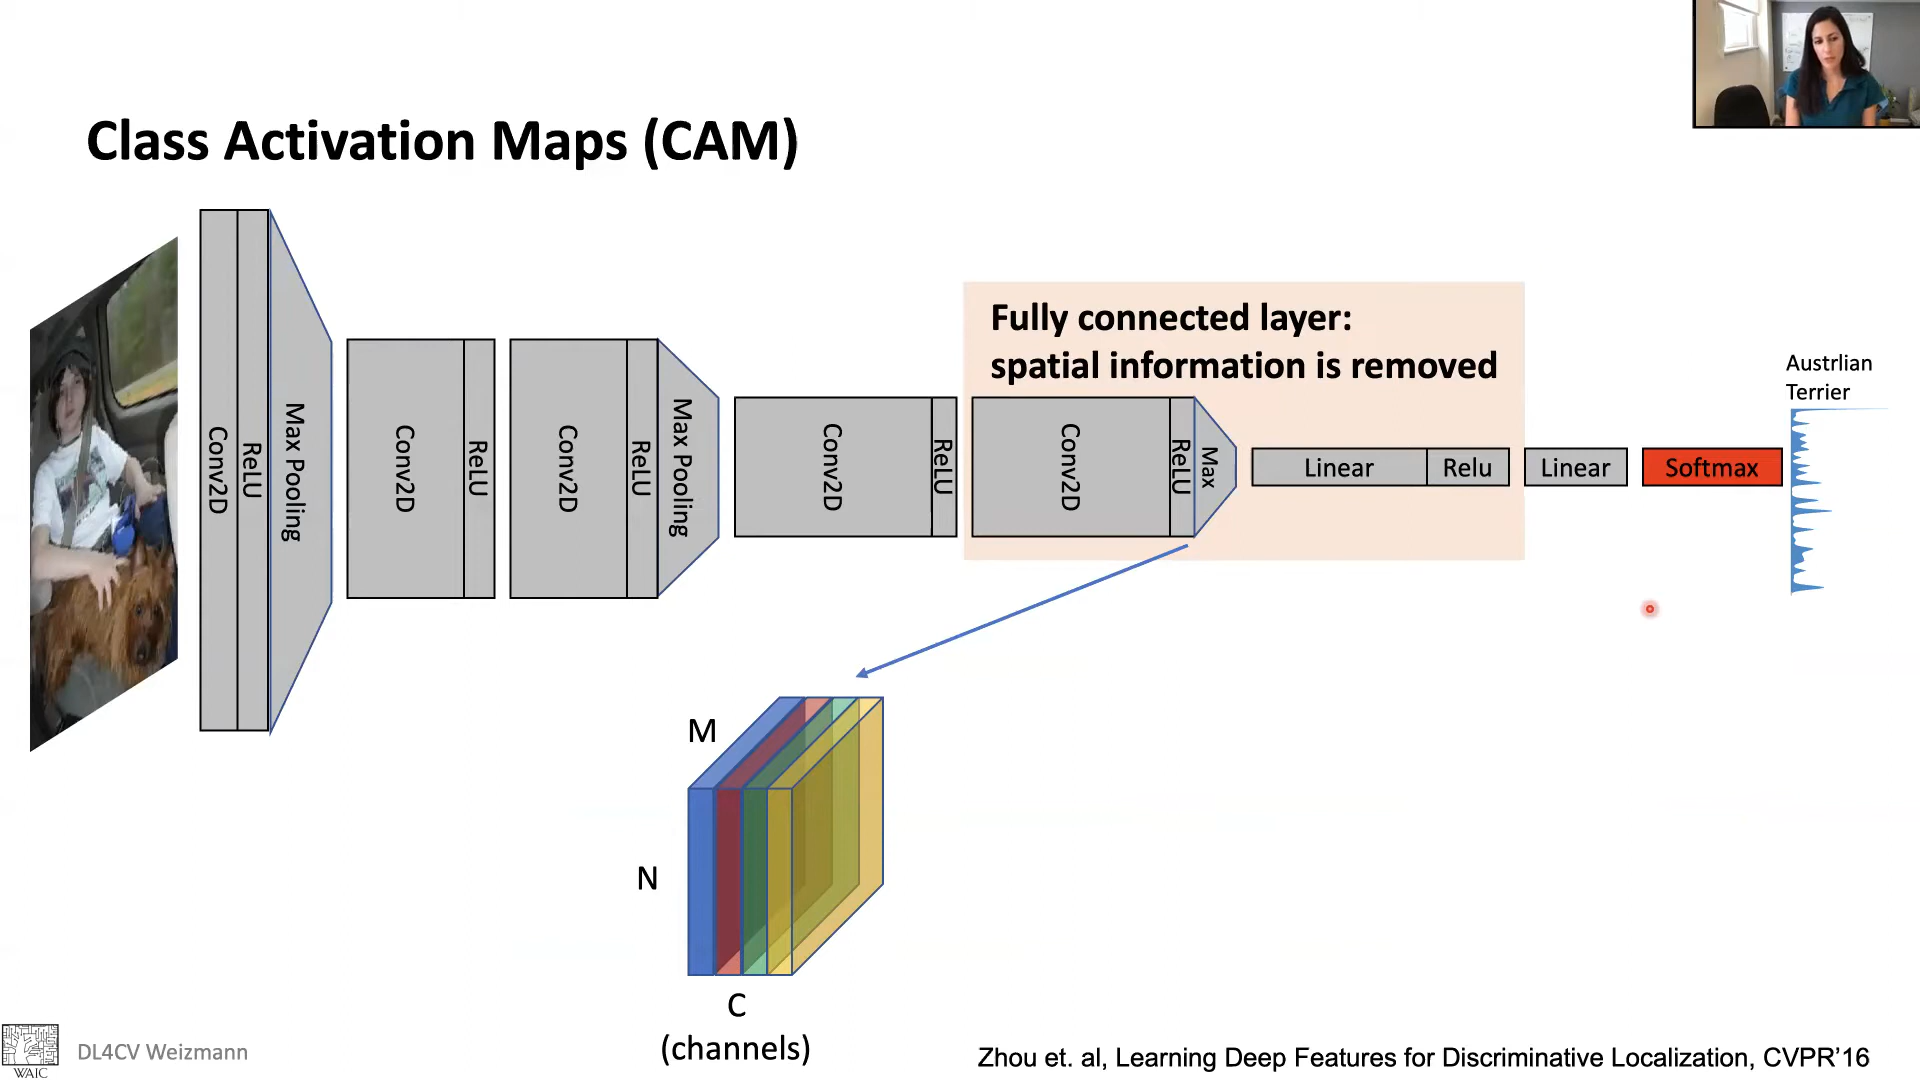 Class Activation Maps (CAM)
Conv2D
ReLU
Max Pooling
Conv2D
ReLU
Conv2D
ReLU
Max Pooling
Conv2D
ReLU
Fully connected layer:
spatial information is removed
Conv2D
ReLU
Max
Linear
Relu
Linear
Softmax
Austrlian
Terrier
M
N
C
(channels)
WAIC
DL4CV Weizmann
Zhou et. al, Learning Deep Features for Discriminative Localization, CVPR’16